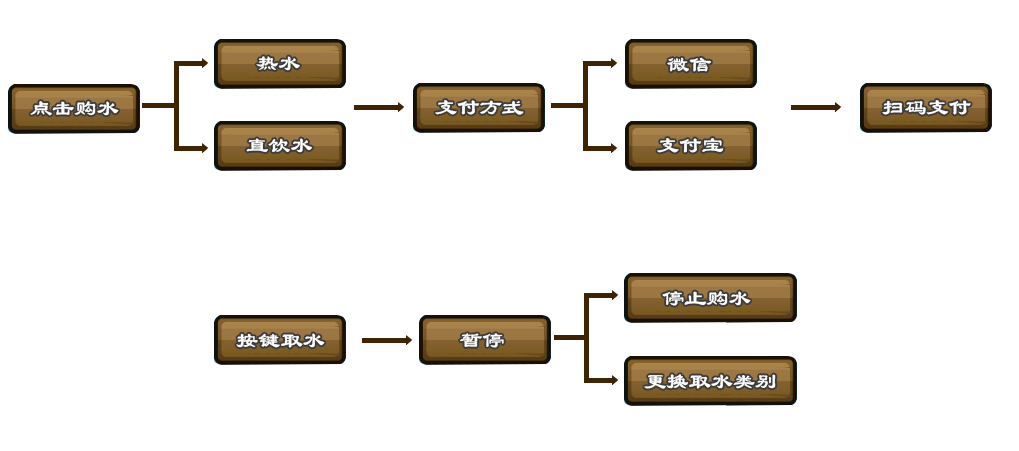 点击购水
热水
直饮水
支付方式
微信
支付宝
扫码支付
按键取水
暂停
停止购水
更换取水类别